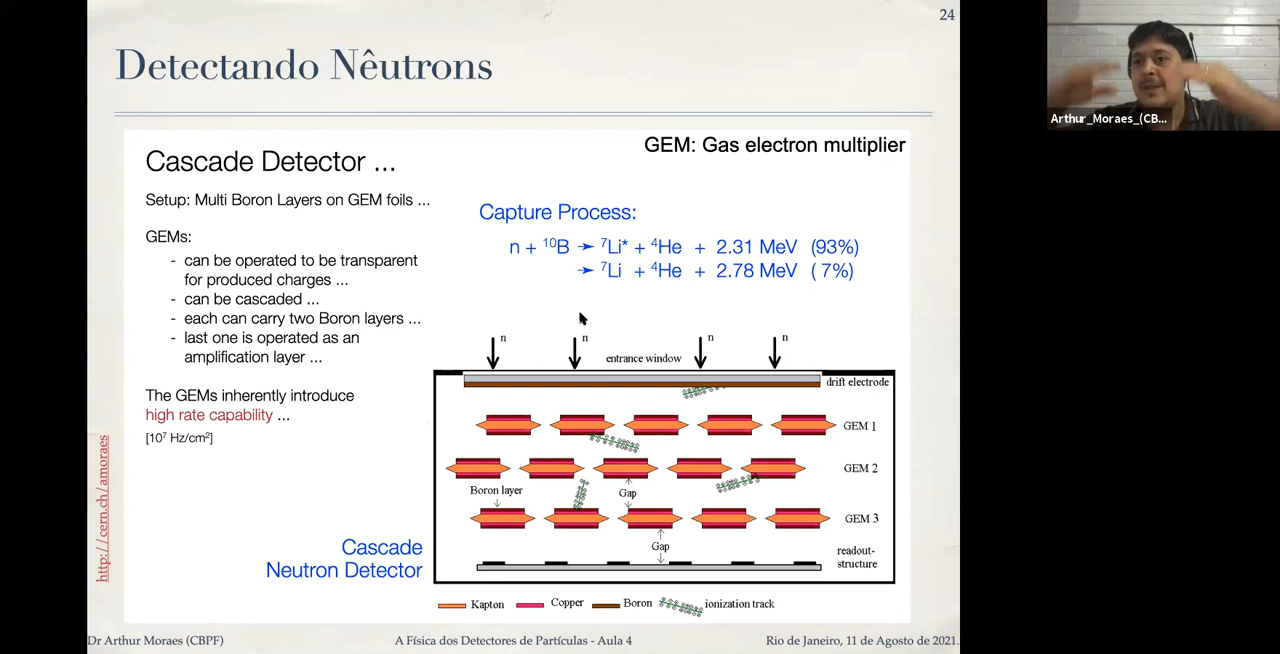 24
Detectando Nêutrons
Arthur_Moraes_(CB...
GEM: Gas electron multiplier
Cascade Detector ...
Setup: Multi Boron Layers on GEM foils ...
GEMs:
- can be operated to be transparent
for produced charges ...
- can be cascaded ...
- each can carry two Boron layers ...
- last one is operated as an
amplification layer ...
The GEMs inherently introduce
high rate capability ...
[10⁷ Hz/cm²]
Capture Process:
n + ¹⁰B ➛ ⁷Li* + ⁴He + 2.31 MeV (93%)
➛ ⁷Li + ⁴He + 2.78 MeV ( 7%)
n n n n
entrance window
drift electrode
GEM 1
GEM 2
Boron layer
Gap
GEM 3
Gap
readout-
structure
Kapton Copper Boron ionization track
Cascade
Neutron Detector
http://cern.ch/amoraes
Dr Arthur Moraes (CBPF) A Física dos Detectores de Partículas - Aula 4 Rio de Janeiro, 11 de Agosto de 2021.